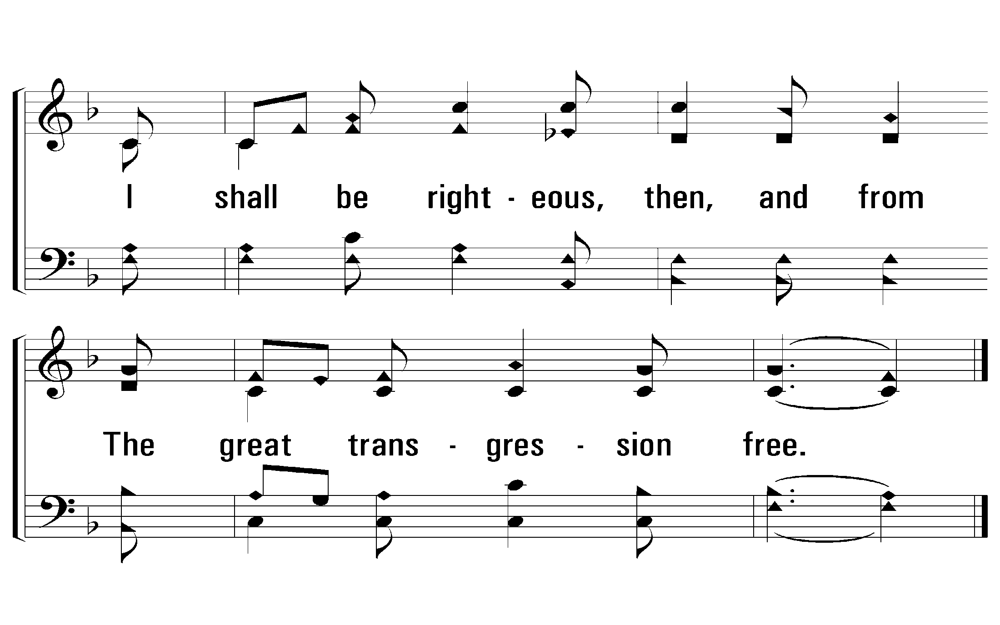 I shall be right - eous, then, and from
The great trans - gres - sion free.